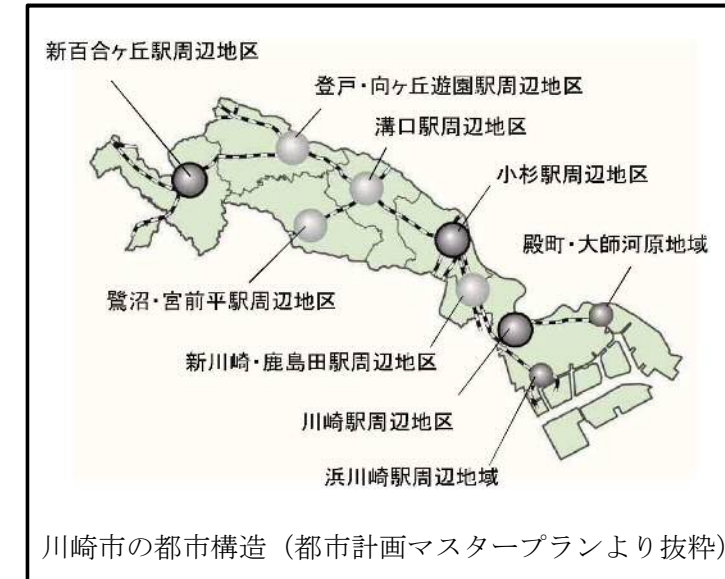 新百合ヶ丘駅周辺地区
登戸・向ヶ丘遊園駅周辺地区
溝口駅周辺地区
小杉駅周辺地区
殿町・大師河原地域
鷺沼・宮前平駅周辺地区
新川崎・鹿島田駅周辺地区
川崎駅周辺地区
浜川崎駅周辺地域
川崎市の都市構造（都市計画マスタープランより抜粋）